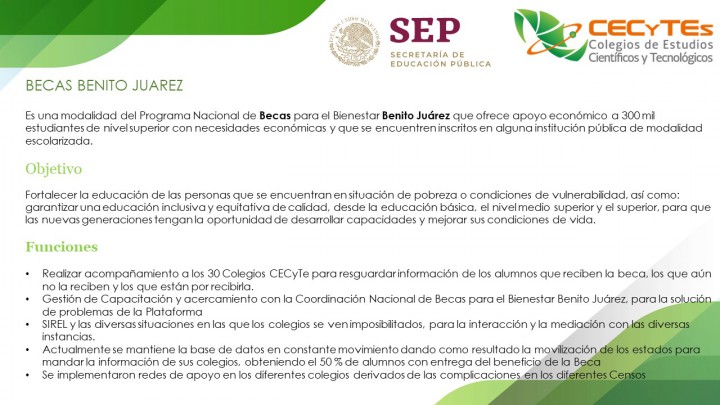 SEP
SECRETARÍA DE
EDUCACIÓN PÚBLICA
CECyTEs
Colegios de Estudios
Científicos y Tecnológicos
BECAS BENITO JUAREZ
Es una modalidad del Programa Nacional de Becas para el Bienestar Benito Juárez que ofrece apoyo económico a 300 mil
estudiantes de nivel superior con necesidades económicas y que se encuentren inscritos en alguna institución pública de modalidad
escolarizada.
Objetivo
Fortalecer la educación de las personas que se encuentran en situación de pobreza o condiciones de vulnerabilidad, así como:
garantizar una educación inclusiva y equitativa de calidad, desde la educación básica, el nivel medio superior y el superior, para que
las nuevas generaciones tengan la oportunidad de desarrollar capacidades y mejorar sus condiciones de vida.
Funciones
• Realizar acompañamiento a los 30 Colegios CECyTe para resguardar información de los alumnos que reciben la beca, los que aún
no la reciben y los que están por recibirla.
• Gestión de Capacitación y acercamiento con la Coordinación Nacional de Becas para el Bienestar Benito Juárez, para la solución
de problemas de la Plataforma
• SIREL y las diversas situaciones en las que los colegios se ven imposibilitados, para la interacción y la mediación con las diversas
instancias.
• Actualmente se mantiene la base de datos en constante movimiento dando como resultado la movilización de los estados para
mandar la información de sus colegios. obteniendo el 50 % de alumnos con entrega del beneficio de la Beca
• Se implementaron redes de apoyo en los diferentes colegios derivados de las complicaciones en los diferentes Censos